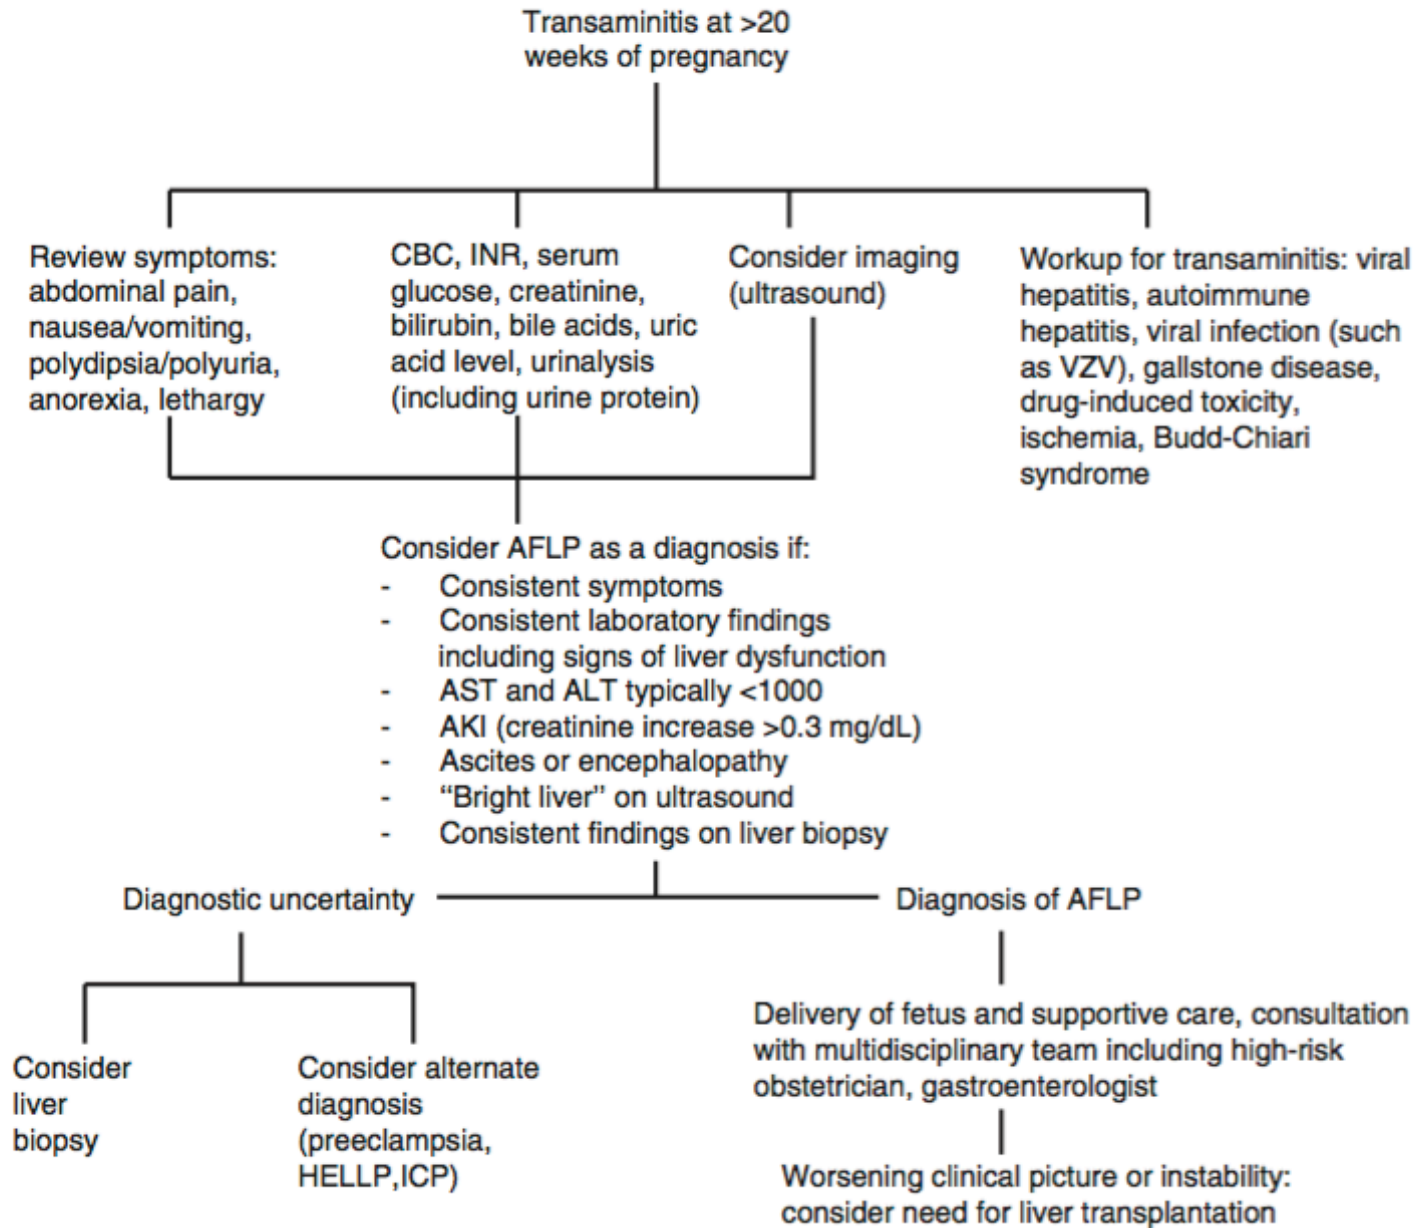 Transaminitis at >20
weeks of pregnancy
Review symptoms:
abdominal pain,
nausea/vomiting,
polydipsia/polyuria,
anorexia, lethargy
CBC, INR, serum
glucose, creatinine,
bilirubin, bile acids, uric
acid level, urinalysis
(including urine protein)
Consider imaging
(ultrasound)
Workup for transaminitis: viral
hepatitis, autoimmune
hepatitis, viral infection (such
as VZV), gallstone disease,
drug-induced toxicity,
ischemia, Budd-Chiari
syndrome
Consider AFLP as a diagnosis if:
- Consistent symptoms
- Consistent laboratory findings
including signs of liver dysfunction
- AST and ALT typically <1000
- AKI (creatinine increase >0.3 mg/dL)
- Ascites or encephalopathy
- “Bright liver” on ultrasound
- Consistent findings on liver biopsy
Diagnostic uncertainty
Diagnosis of AFLP
Consider
liver
biopsy
Consider alternate
diagnosis
(preeclampsia,
HELLP,ICP)
Delivery of fetus and supportive care, consultation
with multidisciplinary team including high-risk
obstetrician, gastroenterologist
Worsening clinical picture or instability:
consider need for liver transplantation